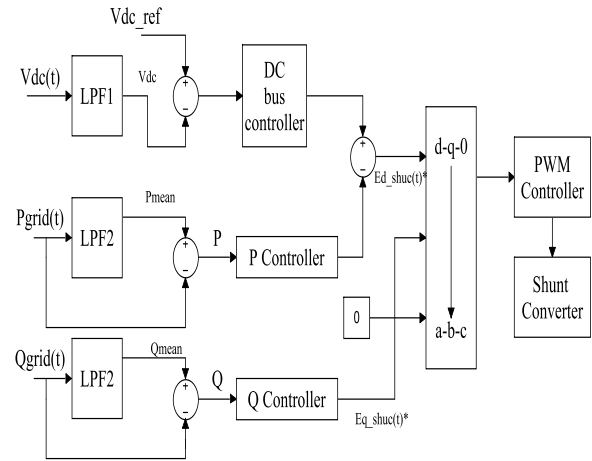 Vdc_ref
Vdc(t)
LPF1
Vdc
+
−
DC
bus
controller
+
−
Ed_shuc(t)*
d-q-0
a-b-c
PWM
Controller
Shunt
Converter
Pgrid(t)
LPF2
Pmean
+
−
P
P Controller
0
Qgrid(t)
LPF2
Qmean
+
−
Q
Q Controller
Eq_shuc(t)*